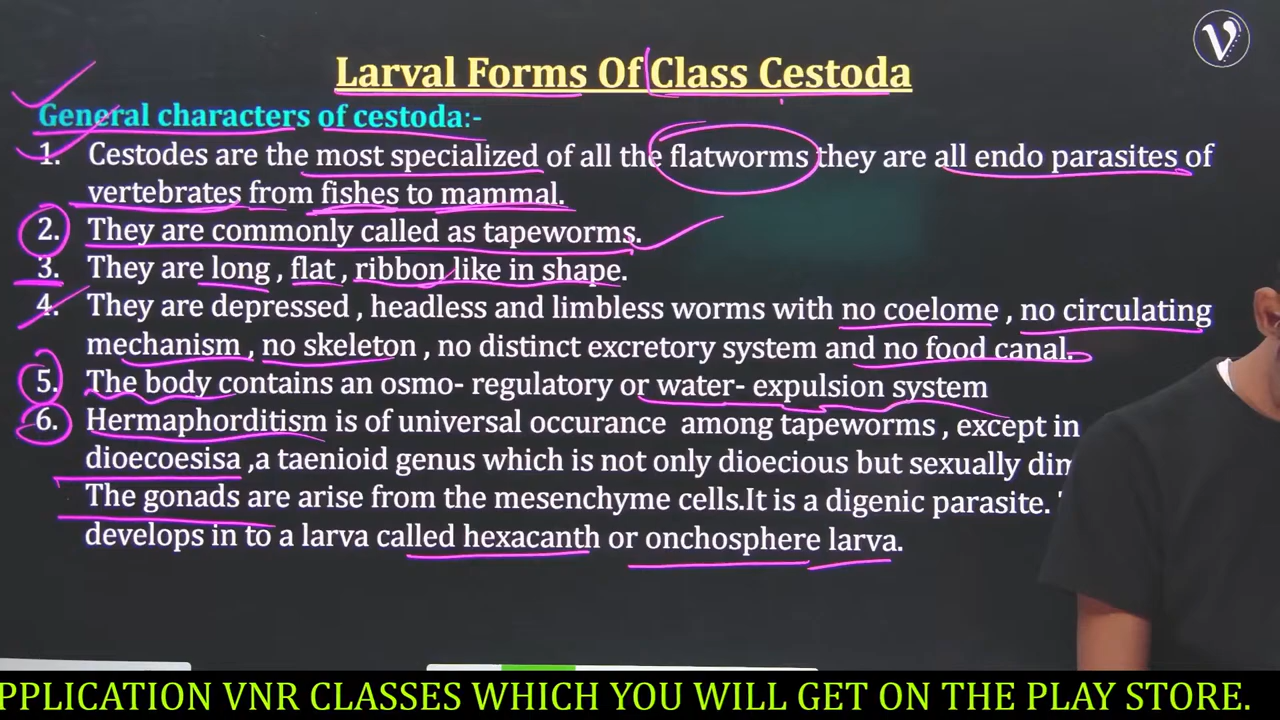 V
Larval Forms Of Class Cestoda
General characters of cestoda:-
1. Cestodes are the most specialized of all the flatworms they are all endo parasites of
vertebrates from fishes to mammal.
2. They are commonly called as tapeworms.
3. They are long , flat , ribbon like in shape.
4. They are depressed , headless and limbless worms with no coelome , no circulating
mechanism , no skeleton , no distinct excretory system and no food canal.
5. The body contains an osmo- regulatory or water- expulsion system
6. Hermaphorditism is of universal occurance among tapeworms , except in
dioecoesisa ,a taenioid genus which is not only dioecious but sexually
The gonads are arise from the mesenchyme cells.It is a digenic parasite.
develops in to a larva called hexacanth or onchosphere larva.
PPLICATION VNR CLASSES WHICH YOU WILL GET ON THE PLAY STORE.